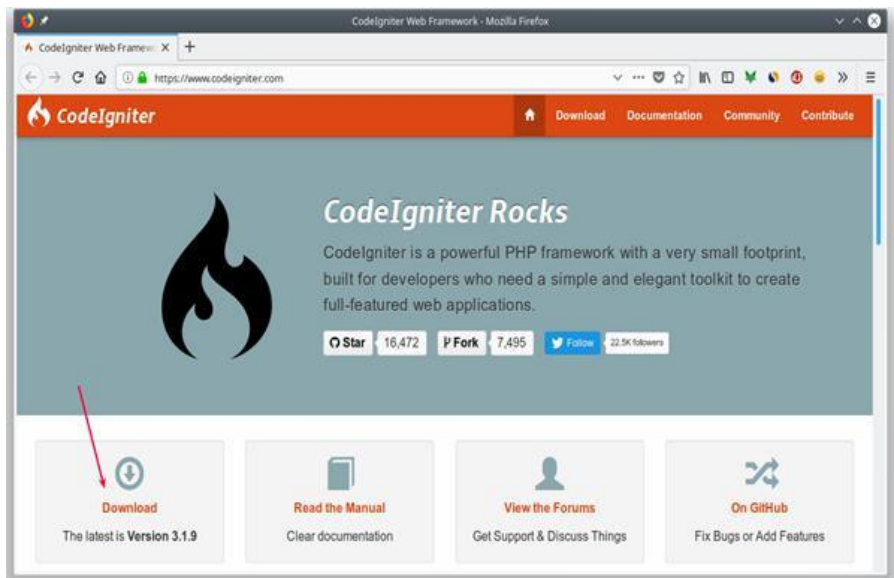 CodeIgniter Web Framework - Mozilla Firefox
CodeIgniter Web Framew
https://www.codeigniter.com
CodeIgniter
Download Documentation Community Contribute
CodeIgniter Rocks
CodeIgniter is a powerful PHP framework with a very small footprint,
built for developers who need a simple and elegant toolkit to create
full-featured web applications.
Star 16,472 Fork 7,495 Follow 22.5K followers
Download Read the Manual View the Forums On GitHub
The latest is Version 3.1.9 Clear documentation Get Support & Discuss Things Fix Bugs or Add Features